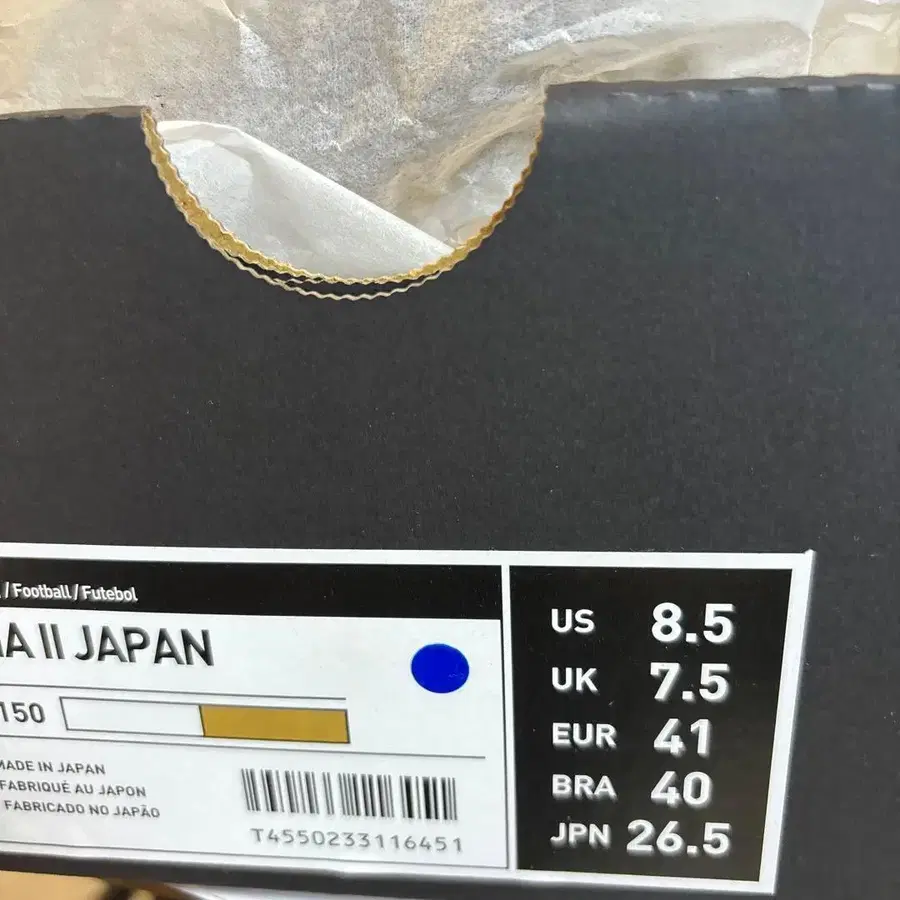 / Football / Futebol
A II JAPAN
150
MADE IN JAPAN
FABRIQUÉ AU JAPON
FABRICADO NO JAPÃO
T4550233116451
US 8.5
UK 7.5
EUR 41
BRA 40
JPN 26.5